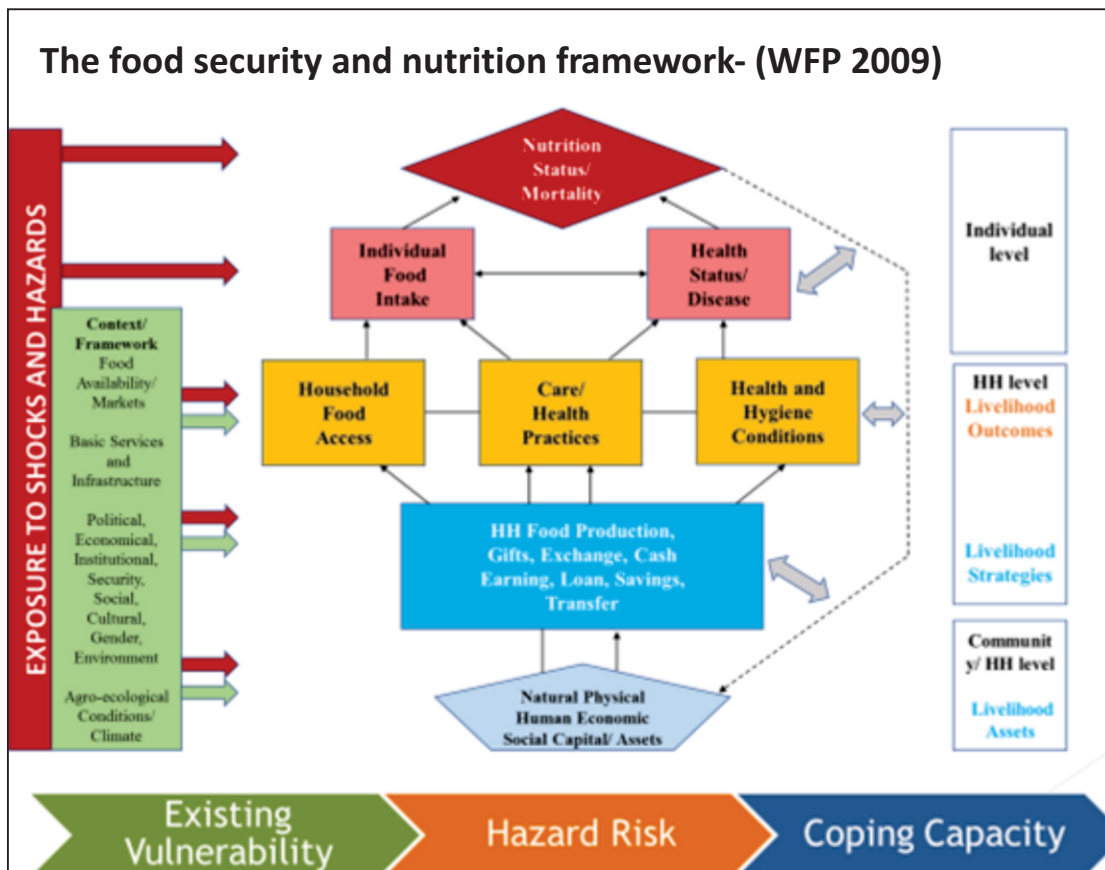 The food security and nutrition framework- (WFP 2009)
EXPOSURE TO SHOCKS AND HAZARDS
Context/
Framework
Food
Availability/
Markets
Basic Services
and
Infrastructure
Political,
Economical,
Institutional,
Security,
Social,
Cultural,
Gender,
Environment
Agro-ecological
Conditions/
Climate
Nutrition
Status/
Mortality
Individual
Food
Intake
Health
Status/
Disease
Household
Food
Access
Care/
Health
Practices
Health and
Hygiene
Conditions
HH Food Production,
Gifts, Exchange, Cash
Earning, Loan, Savings,
Transfer
Natural Physical
Human Economic
Social Capital/ Assets
Individual
level
HH level
Livelihood
Outcomes
Livelihood
Strategies
Communit
y/ HH level
Livelihood
Assets
Existing
Vulnerability
Hazard Risk
Coping Capacity